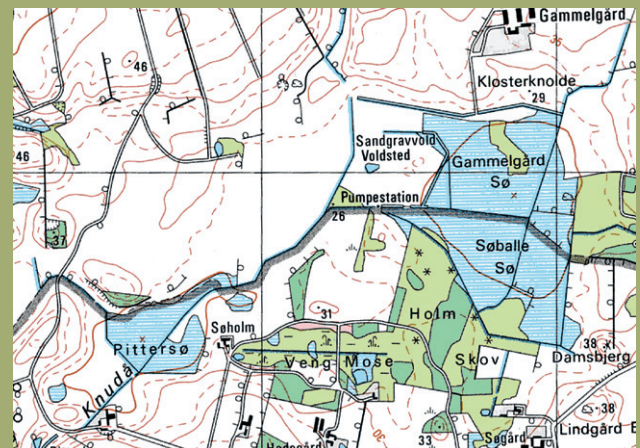 Gammelgård
46
36
Klosterknolde
29
Sandgravvold
Voldsted
Gammelgård
Sø
46
Pumpestation
26
37
Søballe
Sø
31
Holm
Søholm
Pittersø
Veng Mose
Skov
38
Damsbjerg
Knudå
38
Lindgård
Søgård
33